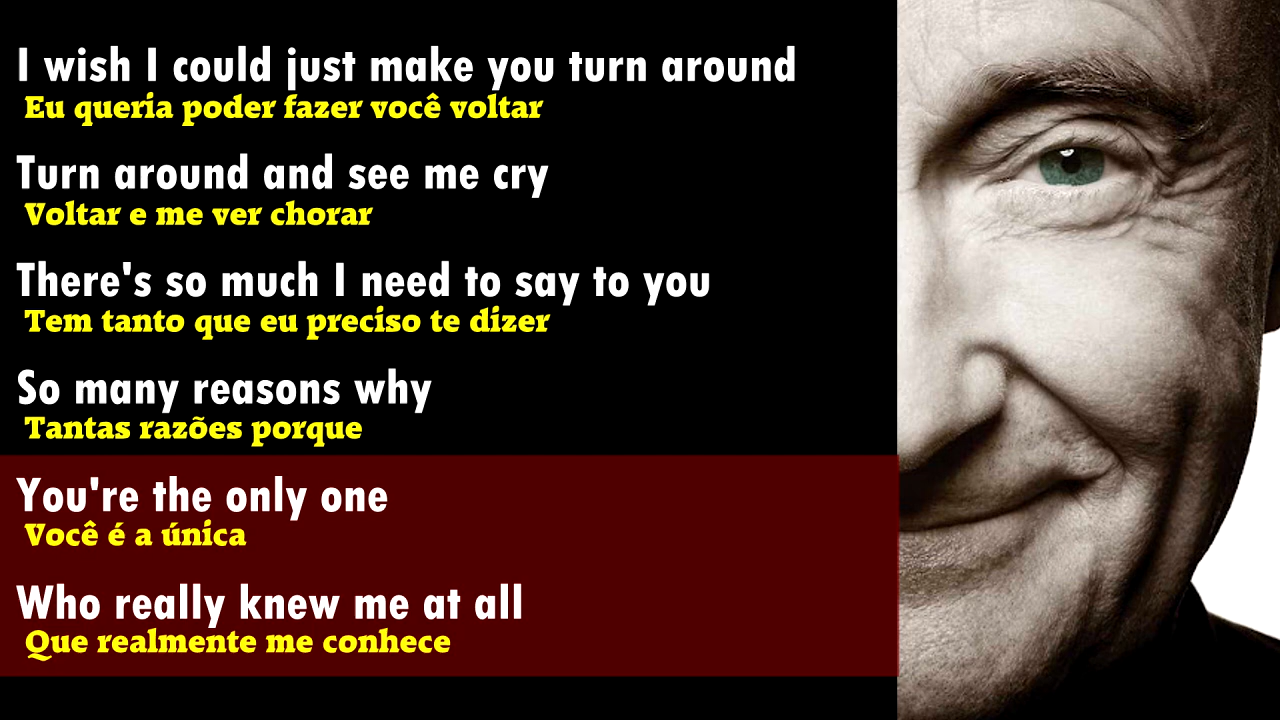 I wish I could just make you turn around
Eu queria poder fazer você voltar
Turn around and see me cry
Voltar e me ver chorar
There's so much I need to say to you
Tem tanto que eu preciso te dizer
So many reasons why
Tantas razões porque
You're the only one
Você é a única
Who really knew me at all
Que realmente me conhece